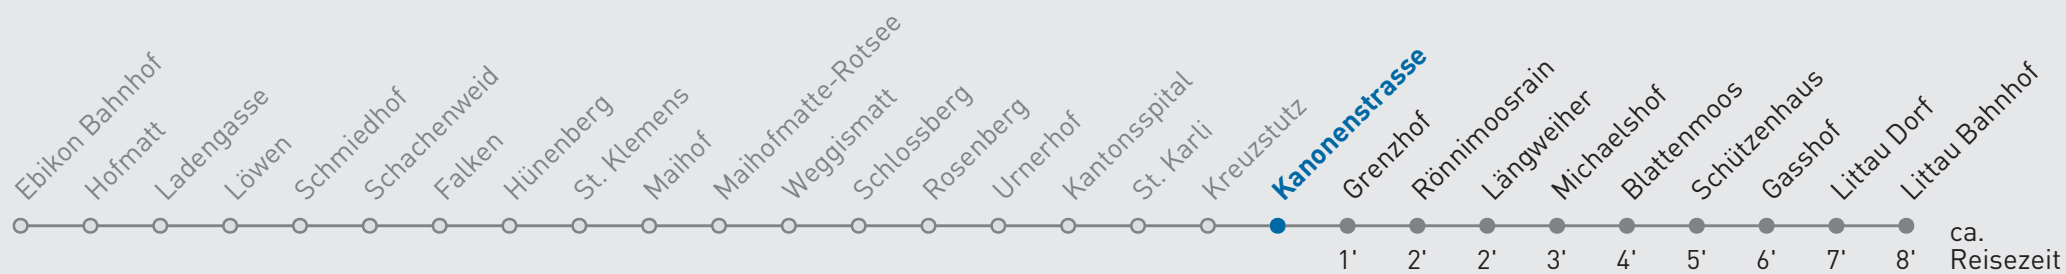 Ebikon Bahnhof
Hofmatt
Ladengasse
Löwen
Schmiedhof
Schachenweid
Falken
Hünenberg
St. Klemens
Maihof
Maihofmatte-Rotsee
Weggismatt
Schlossberg
Rosenberg
Urnerhof
Kantonsspital
St. Karli
Kreuzstutz
Kanonenstrasse
Grenzhof
Rönnimoosrain
Längweiher
Michaelshof
Blattenmoos
Schützenhaus
Gasshof
Littau Dorf
Littau Bahnhof
ca.
1' 2' 2' 3' 4' 5' 6' 7' 8' Reisezeit